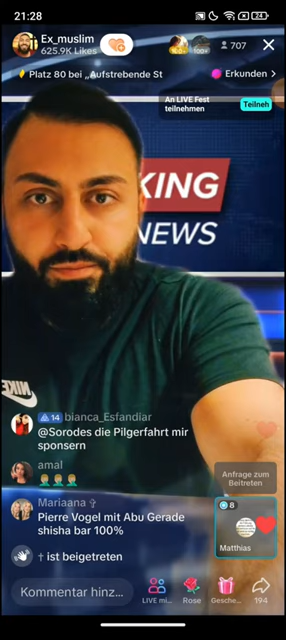 21:28
24
Ex_muslim
625.9K Likes
100+
707
Platz 80 bei „Aufstrebende St
Erkunden >
An LIVE Fest
teilnehmen
Teilneh
KING
NEWS
NIKE
14 bianca_Esfandiar
@Sorodes die Pilgerfahrt mir
sponsern
amal
Mariaana ✞
Pierre Vogel mit Abu Gerade
shisha bar 100%
† ist beigetreten
Anfrage zum
Beitreten
8
Matthias
Kommentar hinz...
LIVE mi...
Rose
Gesche...
194